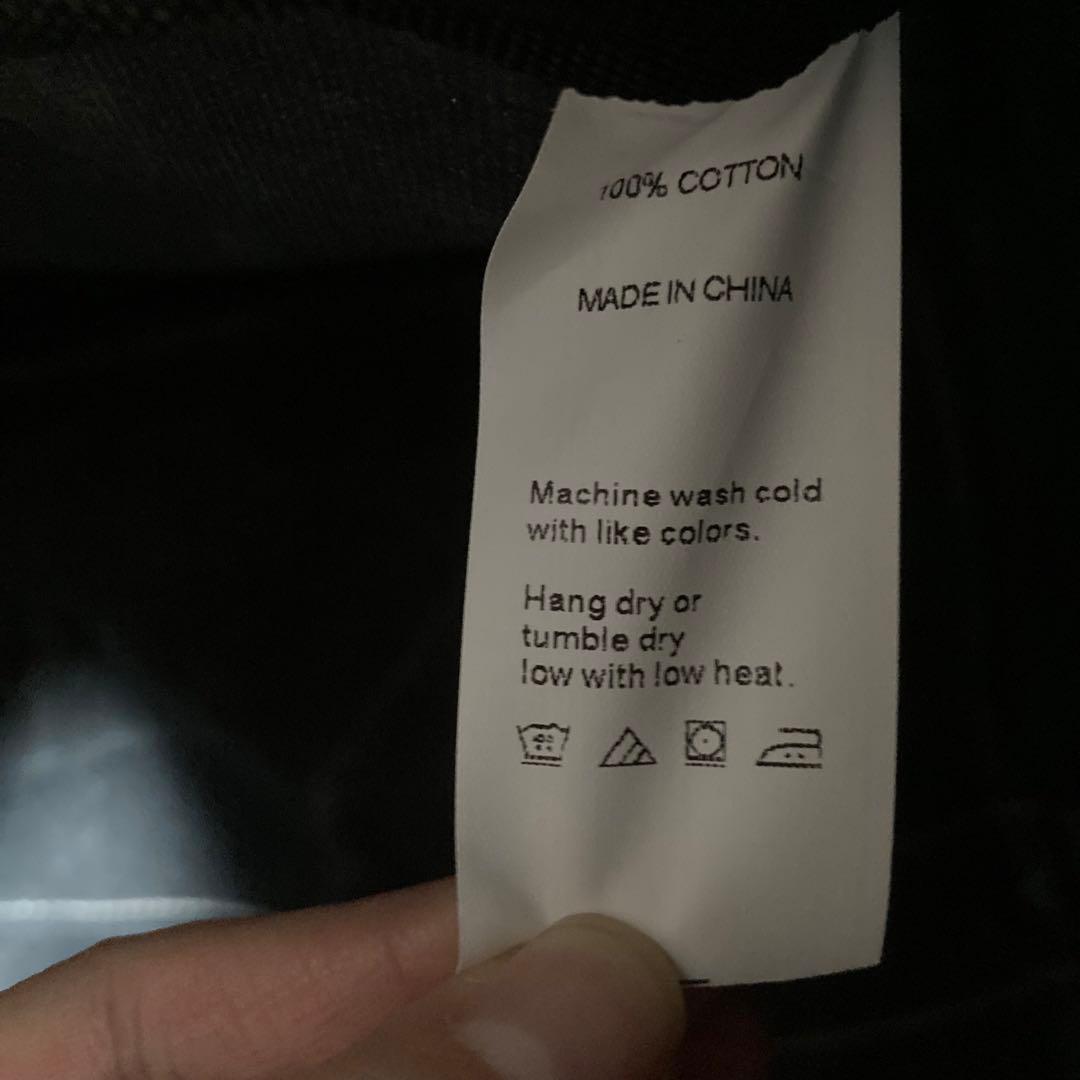 100% COTTON
MADE IN CHINA
Machine wash cold
with like colors.
Hang dry or
tumble dry
low with low heat.